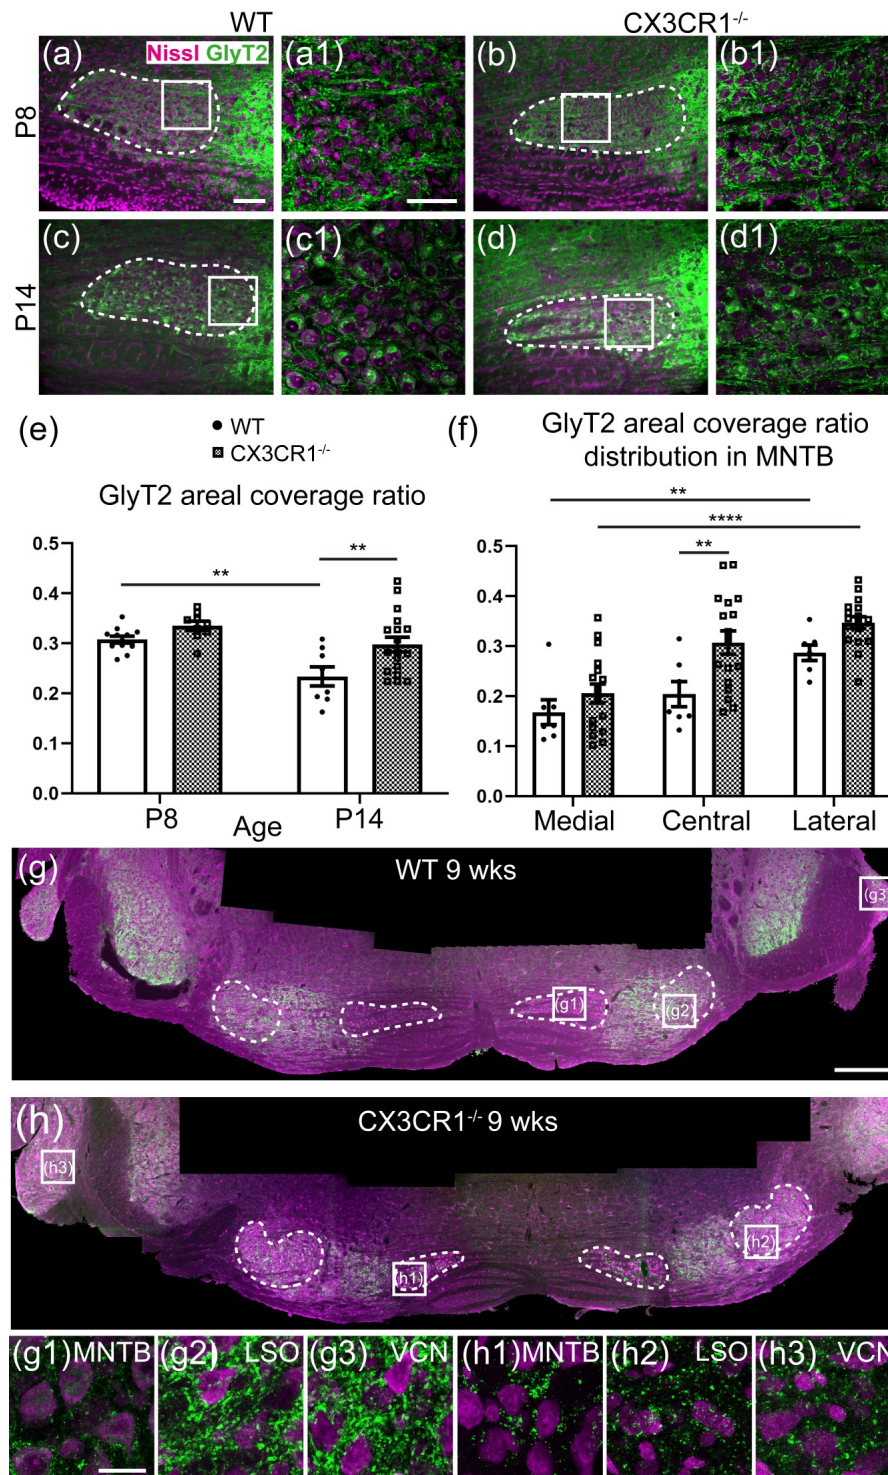 WT CX3CR1-/-
(a) Nissl GlyT2 (a1) (b) (b1)
P8
(c) (c1) (d) (d1)
P14
(e) WT
CX3CR1-/-
GlyT2 areal coverage ratio
0.5
0.4
0.3
0.2
0.1
0.0
** **
P8 Age P14
(f) GlyT2 areal coverage ratio
distribution in MNTB
**
****
**
0.5
0.4
0.3
0.2
0.1
0.0
Medial Central Lateral
(g) WT 9 wks (g3)
(g1) (g2)
(h) CX3CR1-/- 9 wks
(h3)
(h1) (h2)
(g1) MNTB (g2) LSO (g3) VCN (h1) MNTB (h2) LSO (h3) VCN